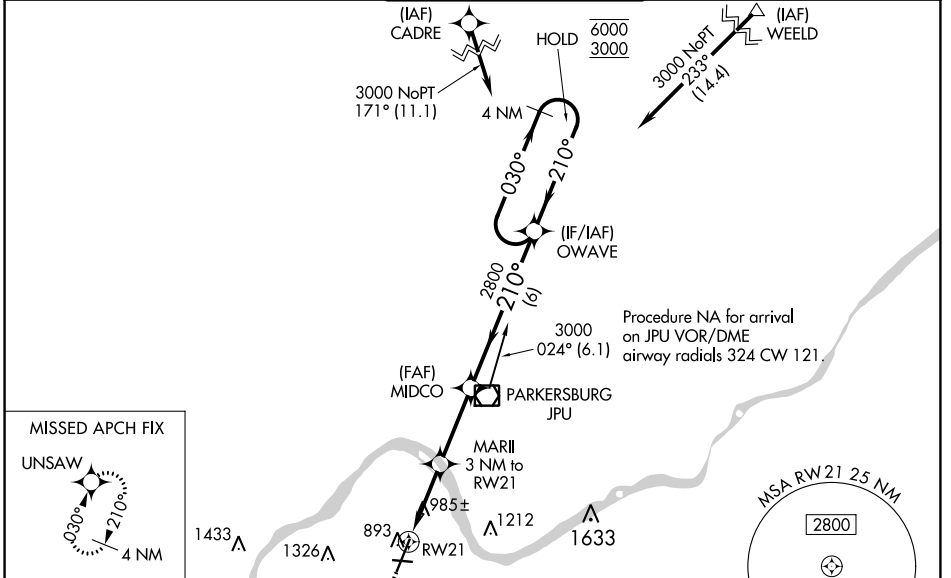 (IAF)
CADRE
3000 NoPT
171° (11.1)
HOLD
6000
3000
4 NM
(IAF)
WEELD
3000 NoPT
233°
(14.4)
030°
210°
(IF/IAF)
OWAVE
2800
210°
(6)
3000
024° (6.1)
Procedure NA for arrival
on JPU VOR/DME
airway radials 324 CW 121.
(FAF)
MIDCO
PARKERSBURG
JPU
MARII
3 NM to
RW21
MISSED APCH FIX
UNSAW
030°
210°
4 NM
985±
1212
1633
1433
1326
893
RW21
MSA RW21 25 NM
2800